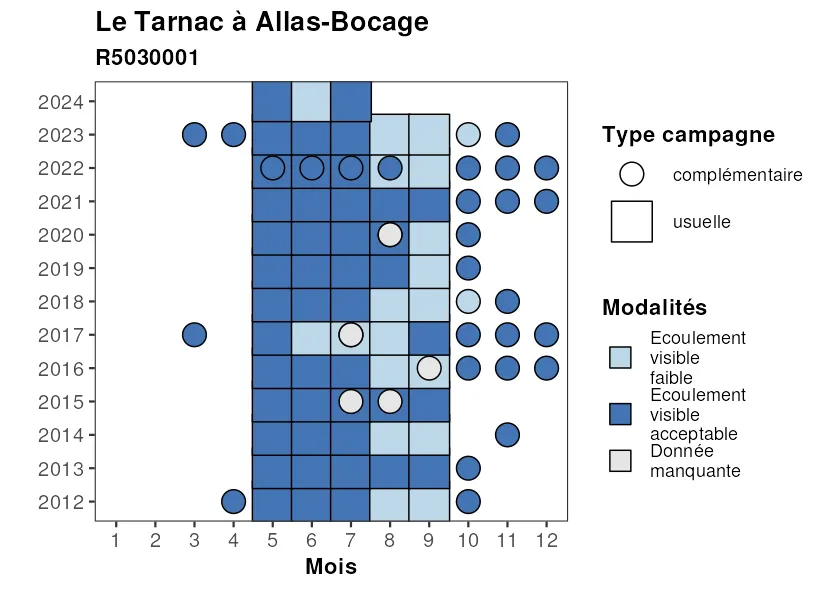 Le Tarnac à Allas-Bocage
R5030001
2024
2023
2022
2021
2020
2019
2018
2017
2016
2015
2014
2013
2012
1 2 3 4 5 6 7 8 9 10 11 12
Mois
Type campagne
complémentaire
usuelle
Modalités
Ecoulement
visible
faible
Ecoulement
visible
acceptable
Donnée
manquante